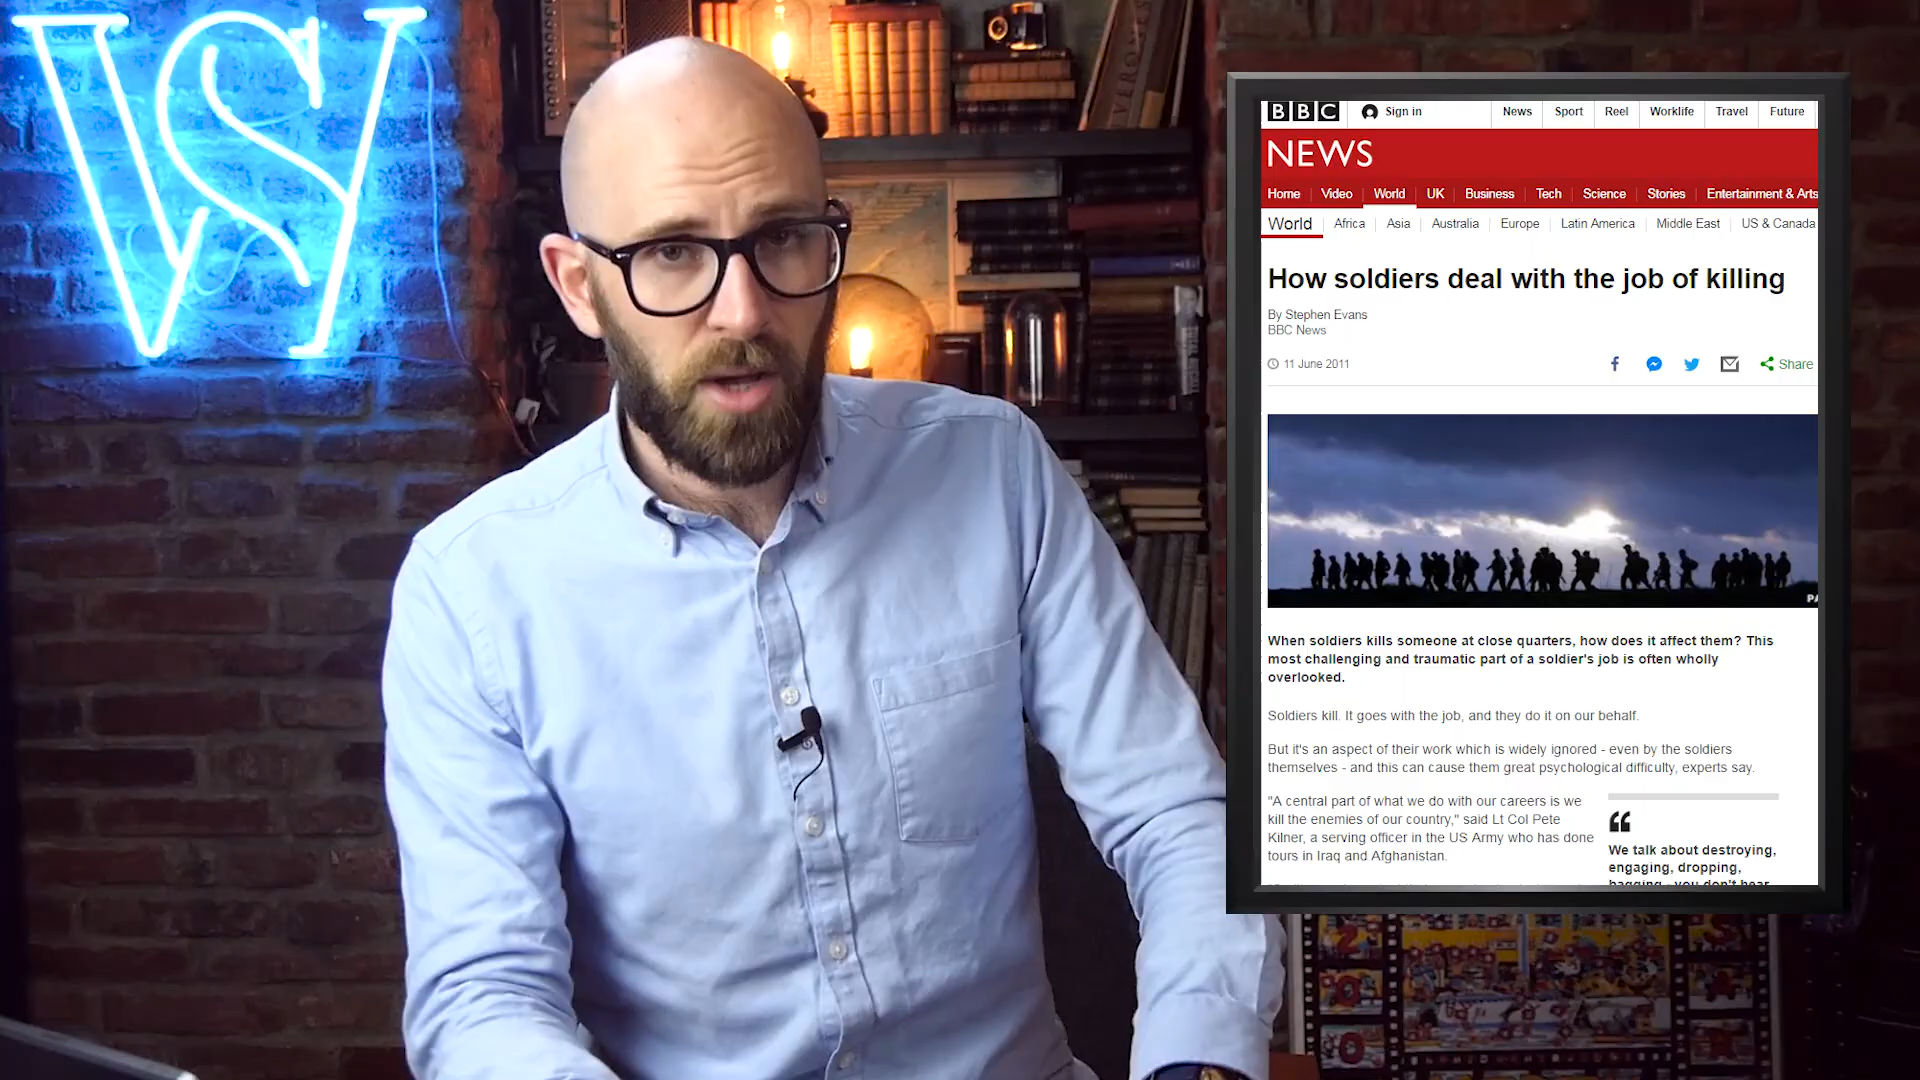 VS
VERONESE
BBC
Sign in
News Sport Reel Worklife Travel Future
NEWS
Home Video World UK Business Tech Science Stories Entertainment & Arts
World Africa Asia Australia Europe Latin America Middle East US & Canada
How soldiers deal with the job of killing
By Stephen Evans
BBC News
11 June 2011
Share
When soldiers kills someone at close quarters, how does it affect them? This
most challenging and traumatic part of a soldier's job is often wholly
overlooked.
Soldiers kill. It goes with the job, and they do it on our behalf.
But it's an aspect of their work which is widely ignored - even by the soldiers
themselves - and this can cause them great psychological difficulty, experts say.
"A central part of what we do with our careers is we
kill the enemies of our country," said Lt Col Pete
Kilner, a serving officer in the US Army who has done
tours in Iraq and Afghanistan.
“
We talk about destroying,
engaging, dropping,
bagging - you don't hear